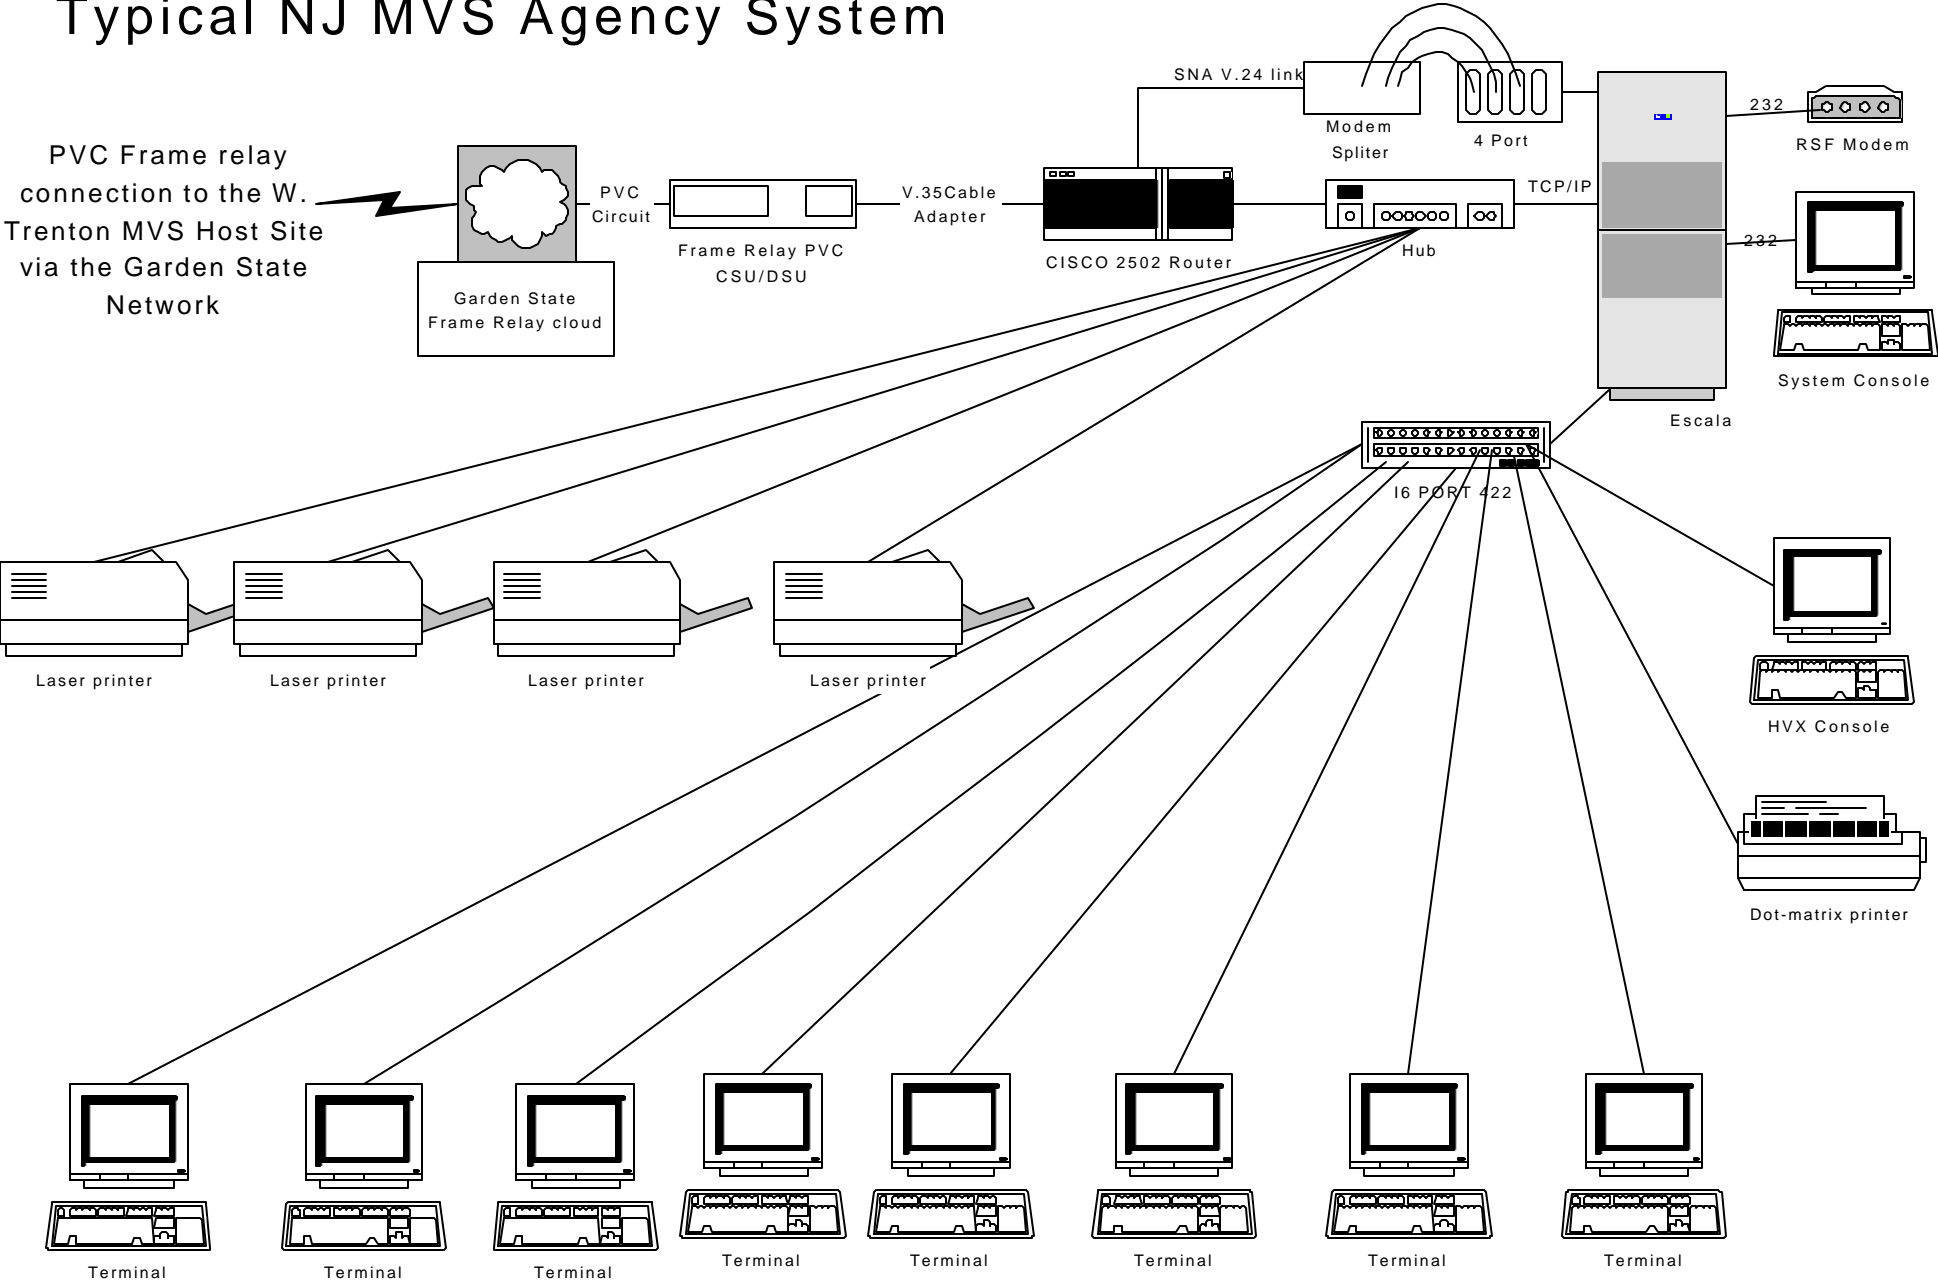 Typical NJ MVS Agency System
PVC Frame relay
connection to the W.
Trenton MVS Host Site
via the Garden State
Network
Garden State
Frame Relay cloud
PVC
Circuit
Frame Relay PVC
CSU/DSU
V.35Cable
Adapter
CISCO 2502 Router
SNA V.24 link
Modem
Spliter
4 Port
Hub
TCP/IP
232
RSF Modem
232
System Console
Escala
I6 PORT 422
Laser printer
Laser printer
Laser printer
Laser printer
HVX Console
Dot-matrix printer
Terminal
Terminal
Terminal
Terminal
Terminal
Terminal
Terminal
Terminal